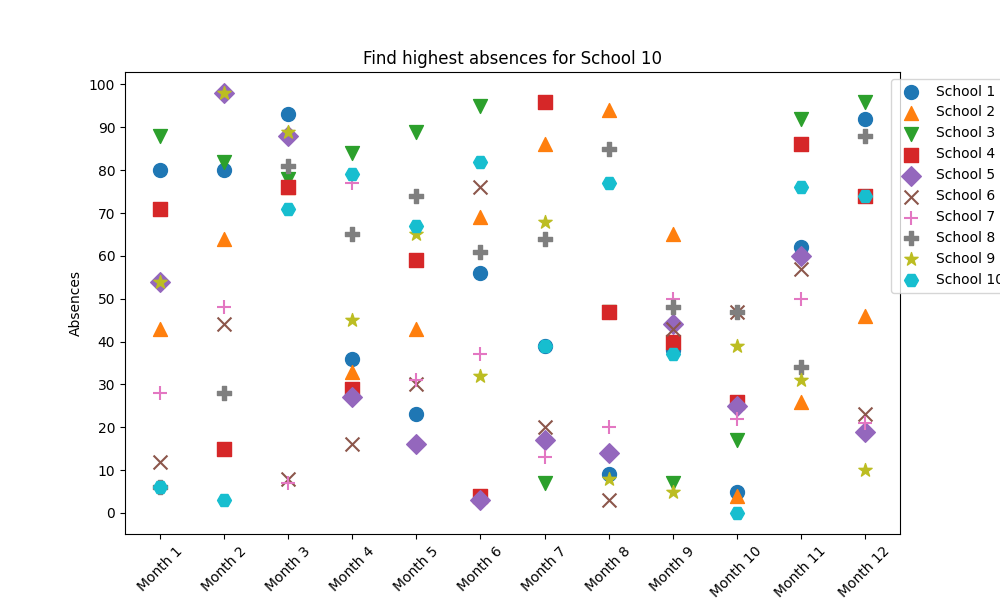 Find highest absences for School 10
Absences
100
90
80
70
60
50
40
30
20
10
0
Month 1
Month 2
Month 3
Month 4
Month 5
Month 6
Month 7
Month 8
Month 9
Month 10
Month 11
Month 12
School 1
School 2
School 3
School 4
School 5
School 6
School 7
School 8
School 9
School 10